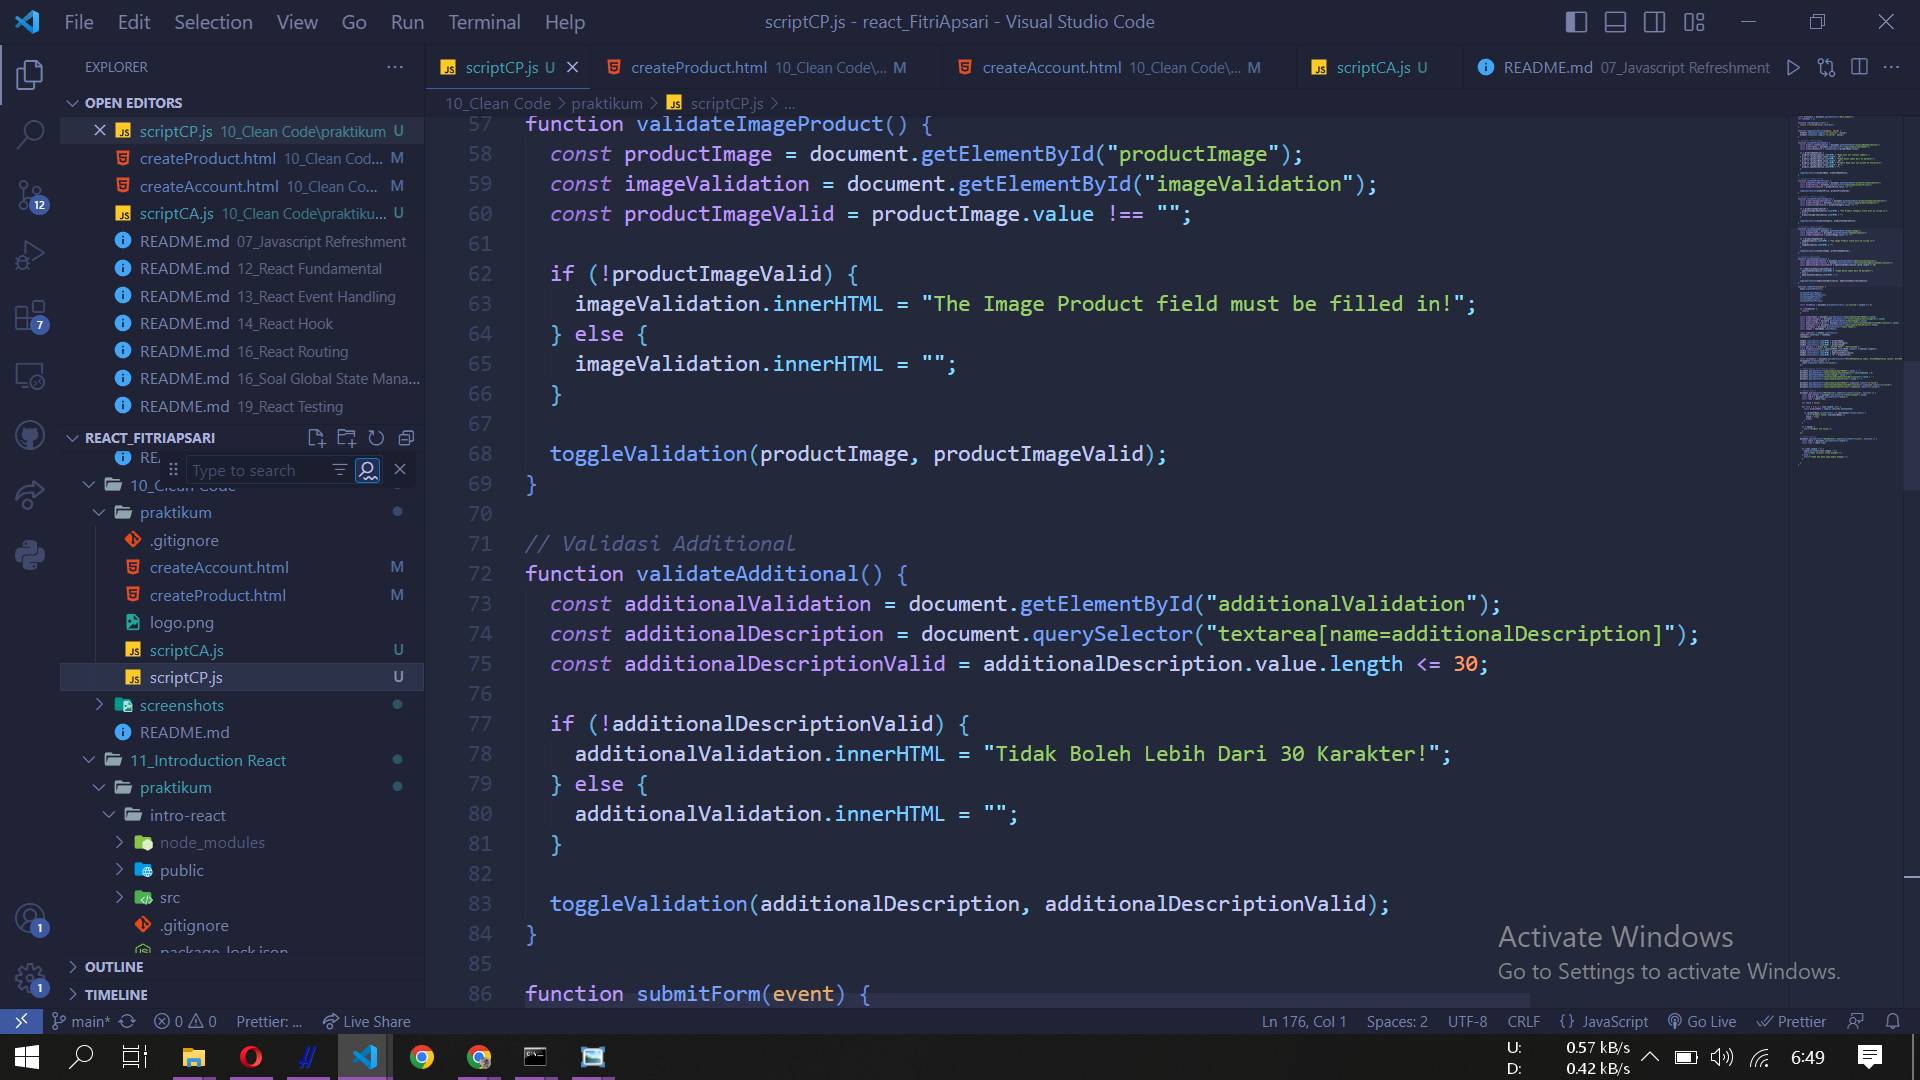 File Edit Selection View Go Run Terminal Help
scriptCP.js - react_FitriApsari - Visual Studio Code
EXPLORER
scriptCP.js U
createProduct.html 10_Clean Code\... M
createAccount.html 10_Clean Code\... M
scriptCA.js U
README.md 07_Javascript Refreshment
10_Clean Code > praktikum > scriptCP.js > ...
OPEN EDITORS
scriptCP.js 10_Clean Code\praktikum U
createProduct.html 10_Clean Cod... M
createAccount.html 10_Clean Co... M
scriptCA.js 10_Clean Code\praktiku... U
README.md 07_Javascript Refreshment
README.md 12_React Fundamental
README.md 13_React Event Handling
README.md 14_React Hook
README.md 16_React Routing
README.md 16_Soal Global State Mana...
README.md 19_React Testing
REACT_FITRIAPSARI
RE
Type to search
10_Clean Code
praktikum
.gitignore
createAccount.html M
createProduct.html M
logo.png
scriptCA.js U
scriptCP.js U
screenshots
README.md
11_Introduction React
praktikum
intro-react
node_modules
public
src
.gitignore
package-lock.json
OUTLINE
TIMELINE
12
7
1
1
57 function validateImageProduct() {
58 const productImage = document.getElementById("productImage");
59 const imageValidation = document.getElementById("imageValidation");
60 const productImageValid = productImage.value !== "";
61
62 if (!productImageValid) {
63 imageValidation.innerHTML = "The Image Product field must be filled in!";
64 } else {
65 imageValidation.innerHTML = "";
66 }
67
68 toggleValidation(productImage, productImageValid);
69 }
70
71 // Validasi Additional
72 function validateAdditional() {
73 const additionalValidation = document.getElementById("additionalValidation");
74 const additionalDescription = document.querySelector("textarea[name=additionalDescription]");
75 const additionalDescriptionValid = additionalDescription.value.length <= 30;
76
77 if (!additionalDescriptionValid) {
78 additionalValidation.innerHTML = "Tidak Boleh Lebih Dari 30 Karakter!";
79 } else {
80 additionalValidation.innerHTML = "";
81 }
82
83 toggleValidation(additionalDescription, additionalDescriptionValid);
84 }
85
86 function submitForm(event) {
Activate Windows
Go to Settings to activate Windows.
main* 0 0 Prettier: ... Live Share
Ln 176, Col 1 Spaces: 2 UTF-8 CRLF {} JavaScript Go Live Prettier
U: 0.57 kB/s
D: 0.42 kB/s
6:49